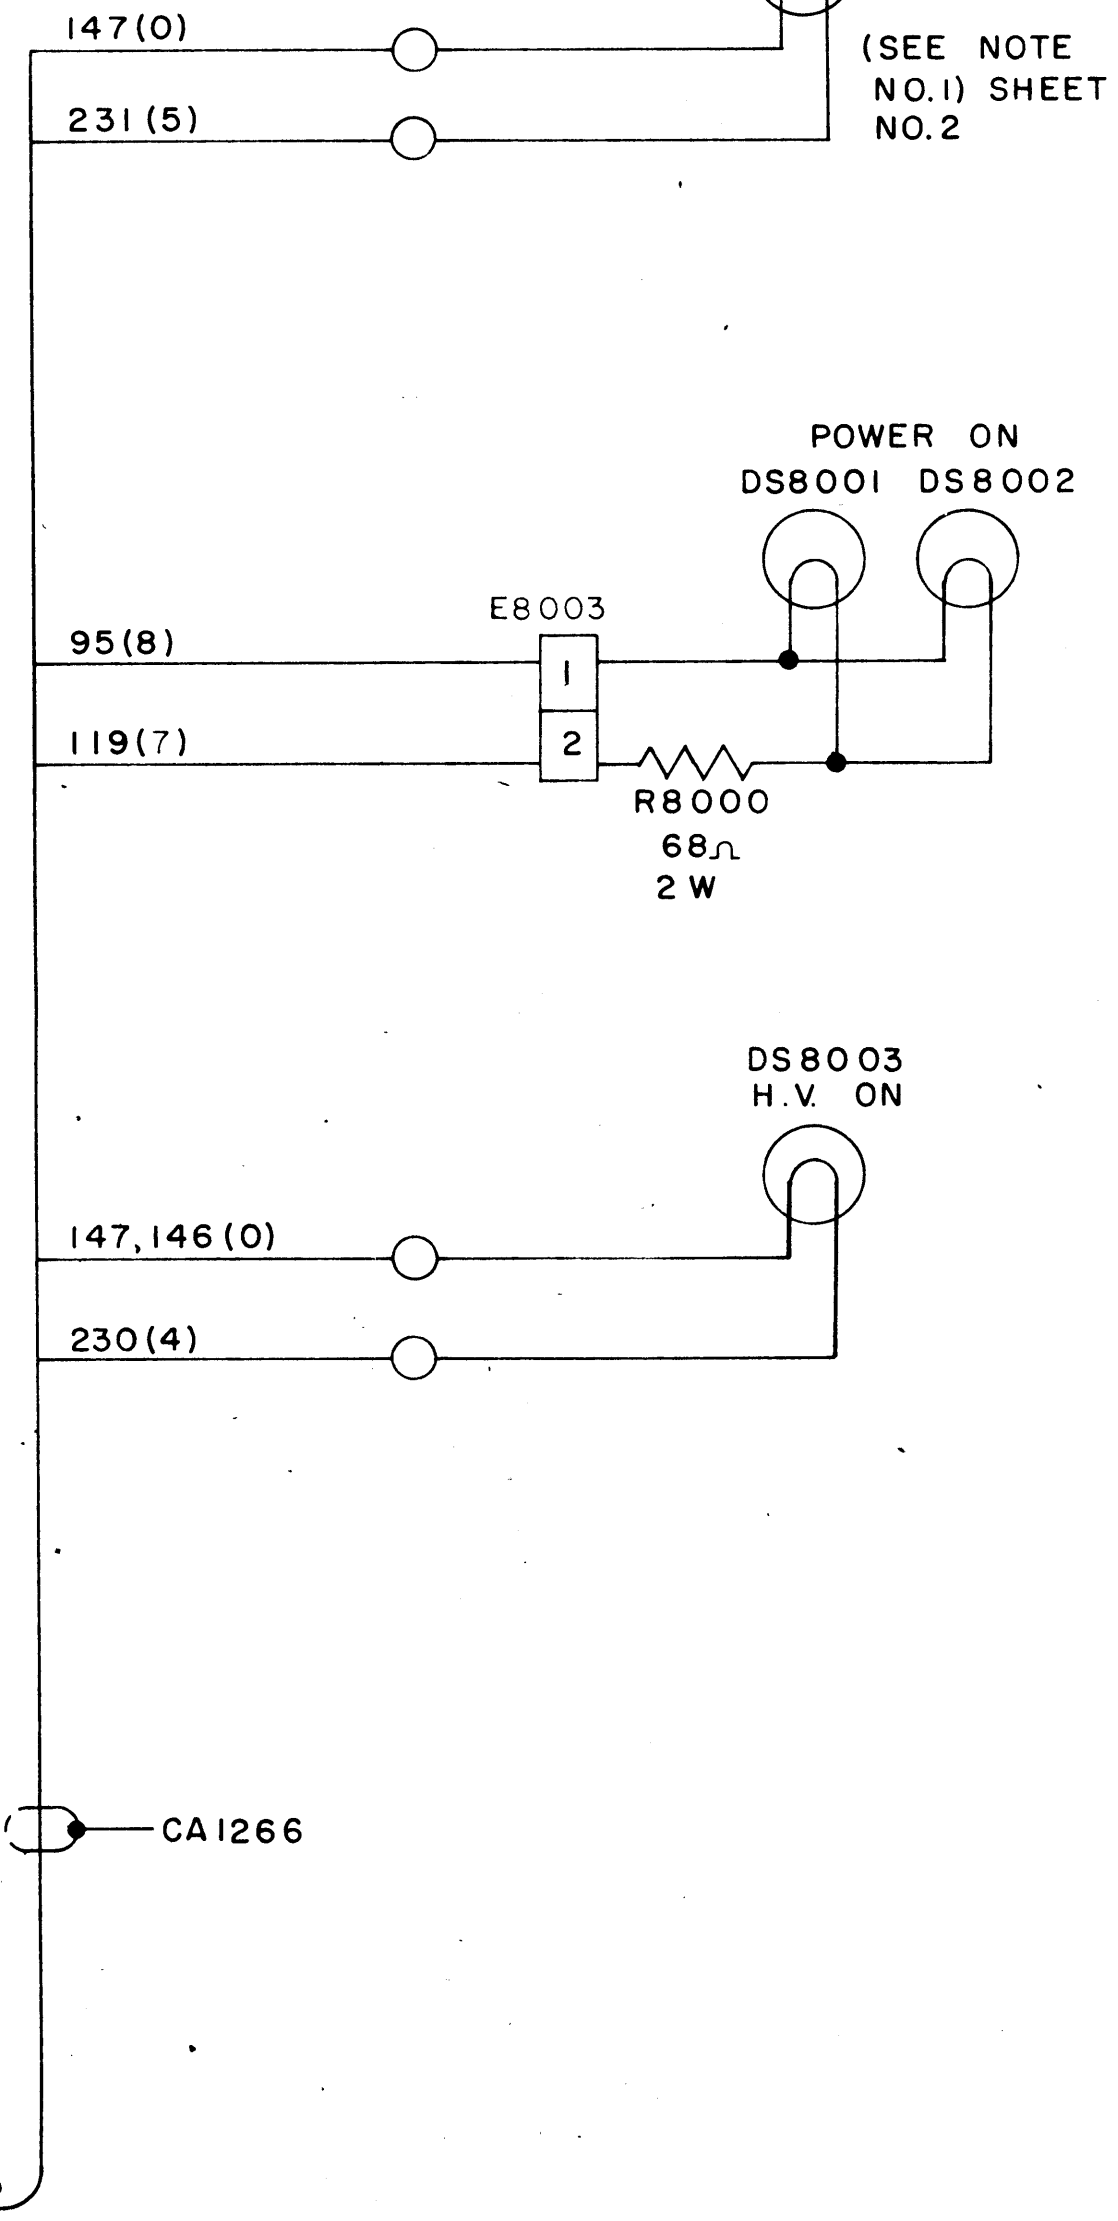 147(0)
(SEE NOTE
NO.1) SHEET
NO.2
231(5)
POWER ON
DS8001 DS8002
E8003
95(8)
1
119(7)
2
R8000
68Ω
2W
DS8003
H.V. ON
147,146(0)
230(4)
CA1266